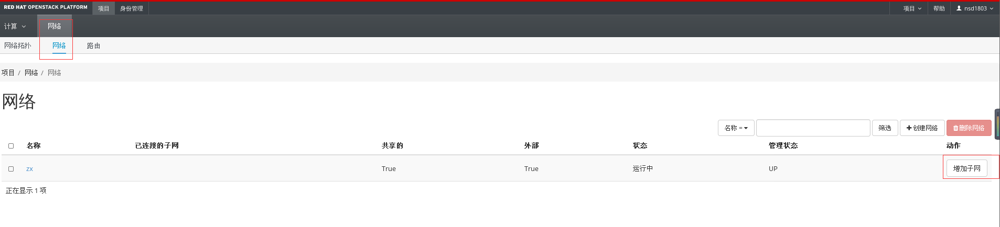 RED HAT OPENSTACK PLATFORM 项目 身份管理 项目 帮助 nsd1803
计算 网络
网络拓扑 网络 路由
项目 / 网络 / 网络
网络
名称 = 筛选 创建网络 删除网络
名称 已连接的子网 共享的 外部 状态 管理状态 动作
zx True True 运行中 UP 增加子网
正在显示 1 项